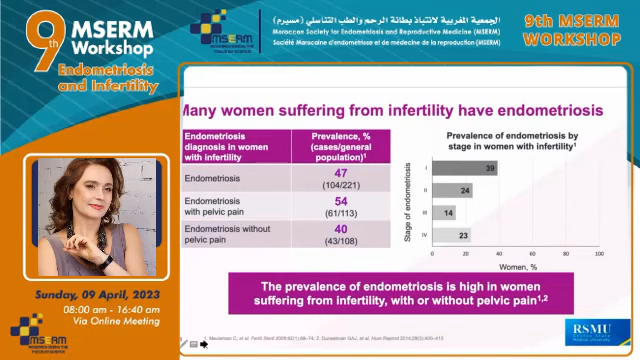 9th
MSERM
Workshop
Endometriosis
and Infertility
MSERM
الجمعية المغربية لانتباذ بطانة الرحم والطب التناسلي (مسيرم)
Moroccan Society for Endometriosis and Reproductive Medicine (MSERM)
Société Marocaine d'endométriose et de médecine de la reproduction (MSERM)
9th MSERM
WORKSHOP
Many women suffering from infertility have endometriosis
Endometriosis diagnosis in women with infertility
Prevalence, % (cases/general population)¹
Endometriosis
47
(104/221)
Endometriosis with pelvic pain
54
(61/113)
Endometriosis without pelvic pain
40
(43/108)
Prevalence of endometriosis by
stage in women with infertility¹
Stage of endometriosis
I
39
II
24
III
14
IV
23
0 20 40 60 80 100
Women, %
The prevalence of endometriosis is high in women
suffering from infertility, with or without pelvic pain¹,²
Sunday, 09 April, 2023
08:00 am - 16:40 am
Via Online Meeting
MSERM
RSMU